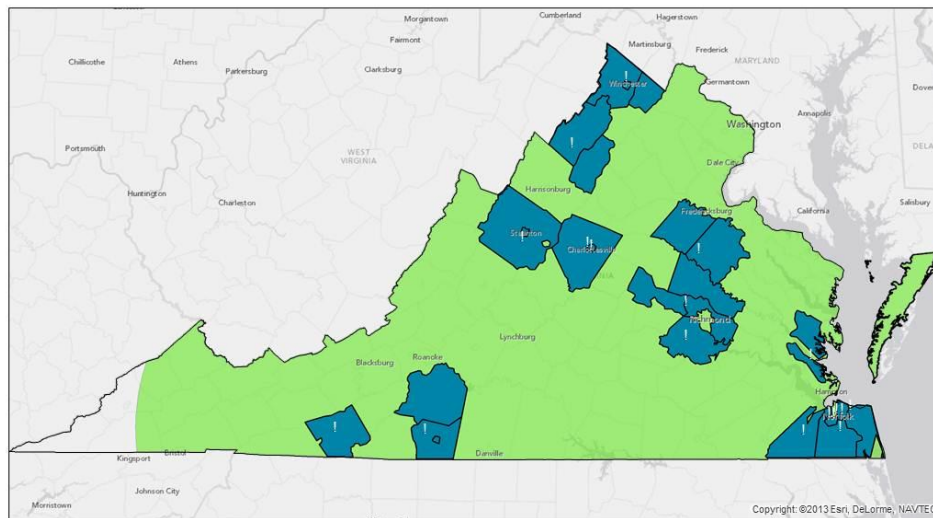 Morgantown
Cumberland
Hagerstown
Fairmont
Martinsburg
Frederick
Chillicothe
Athens
Parkersburg
Clarksburg
MARYLAND
Germantown
Winchester
Dover
Annapolis
Washington
Portsmouth
WEST
VIRGINIA
Dale City
Huntington
Charleston
Harrisonburg
Salisbury
Fredericksburg
California
Staunton
Charlottesville
Richmond
Lynchburg
Blacksburg
Roanoke
Hampton
Norfolk
Kingsport
Bristol
Danville
Johnson City
Morristown
Copyright: ©2013 Esri, DeLorme, NAVTEQ